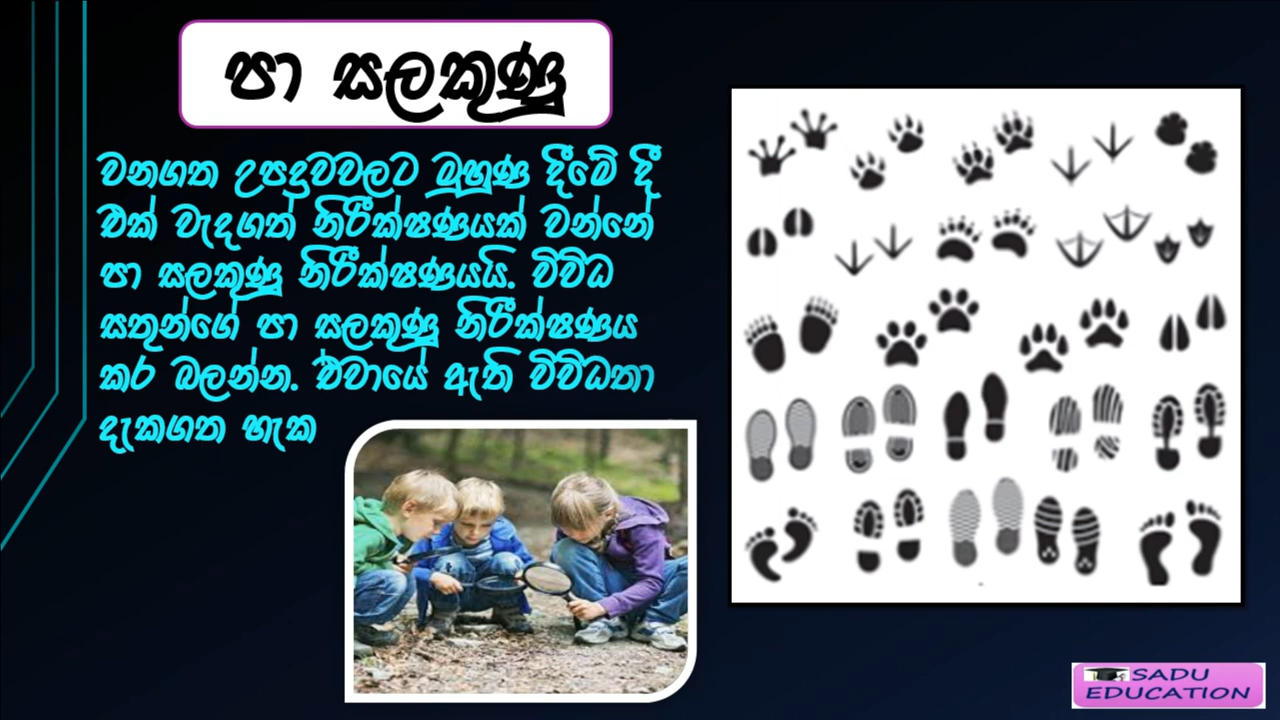 පා සලකුණු
වනගත උපද්‍රවවලට මුහුණ දීමේ දී
එක් වැදගත් නිරීක්ෂණයක් වන්නේ
පා සලකුණු නිරීක්ෂණයයි. විවිධ
සතුන්ගේ පා සලකුණු නිරීක්ෂණය
කර බලන්න. ඒවායේ ඇති විවිධතා
දැකගත හැක
SADU
EDUCATION